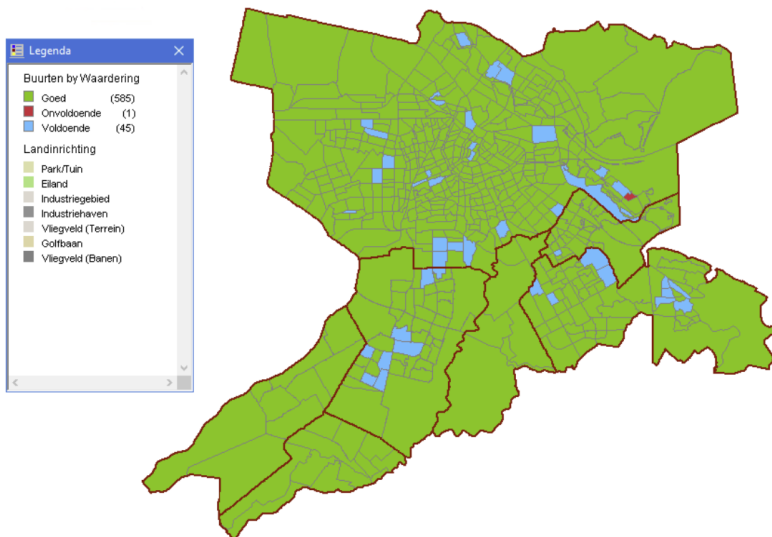 Legenda
Buurten by Waardering
Goed (585)
Onvoldoende (1)
Voldoende (45)
Landinrichting
Park/Tuin
Eiland
Industriegebied
Industriehaven
Vliegveld (Terrein)
Golfbaan
Vliegveld (Banen)